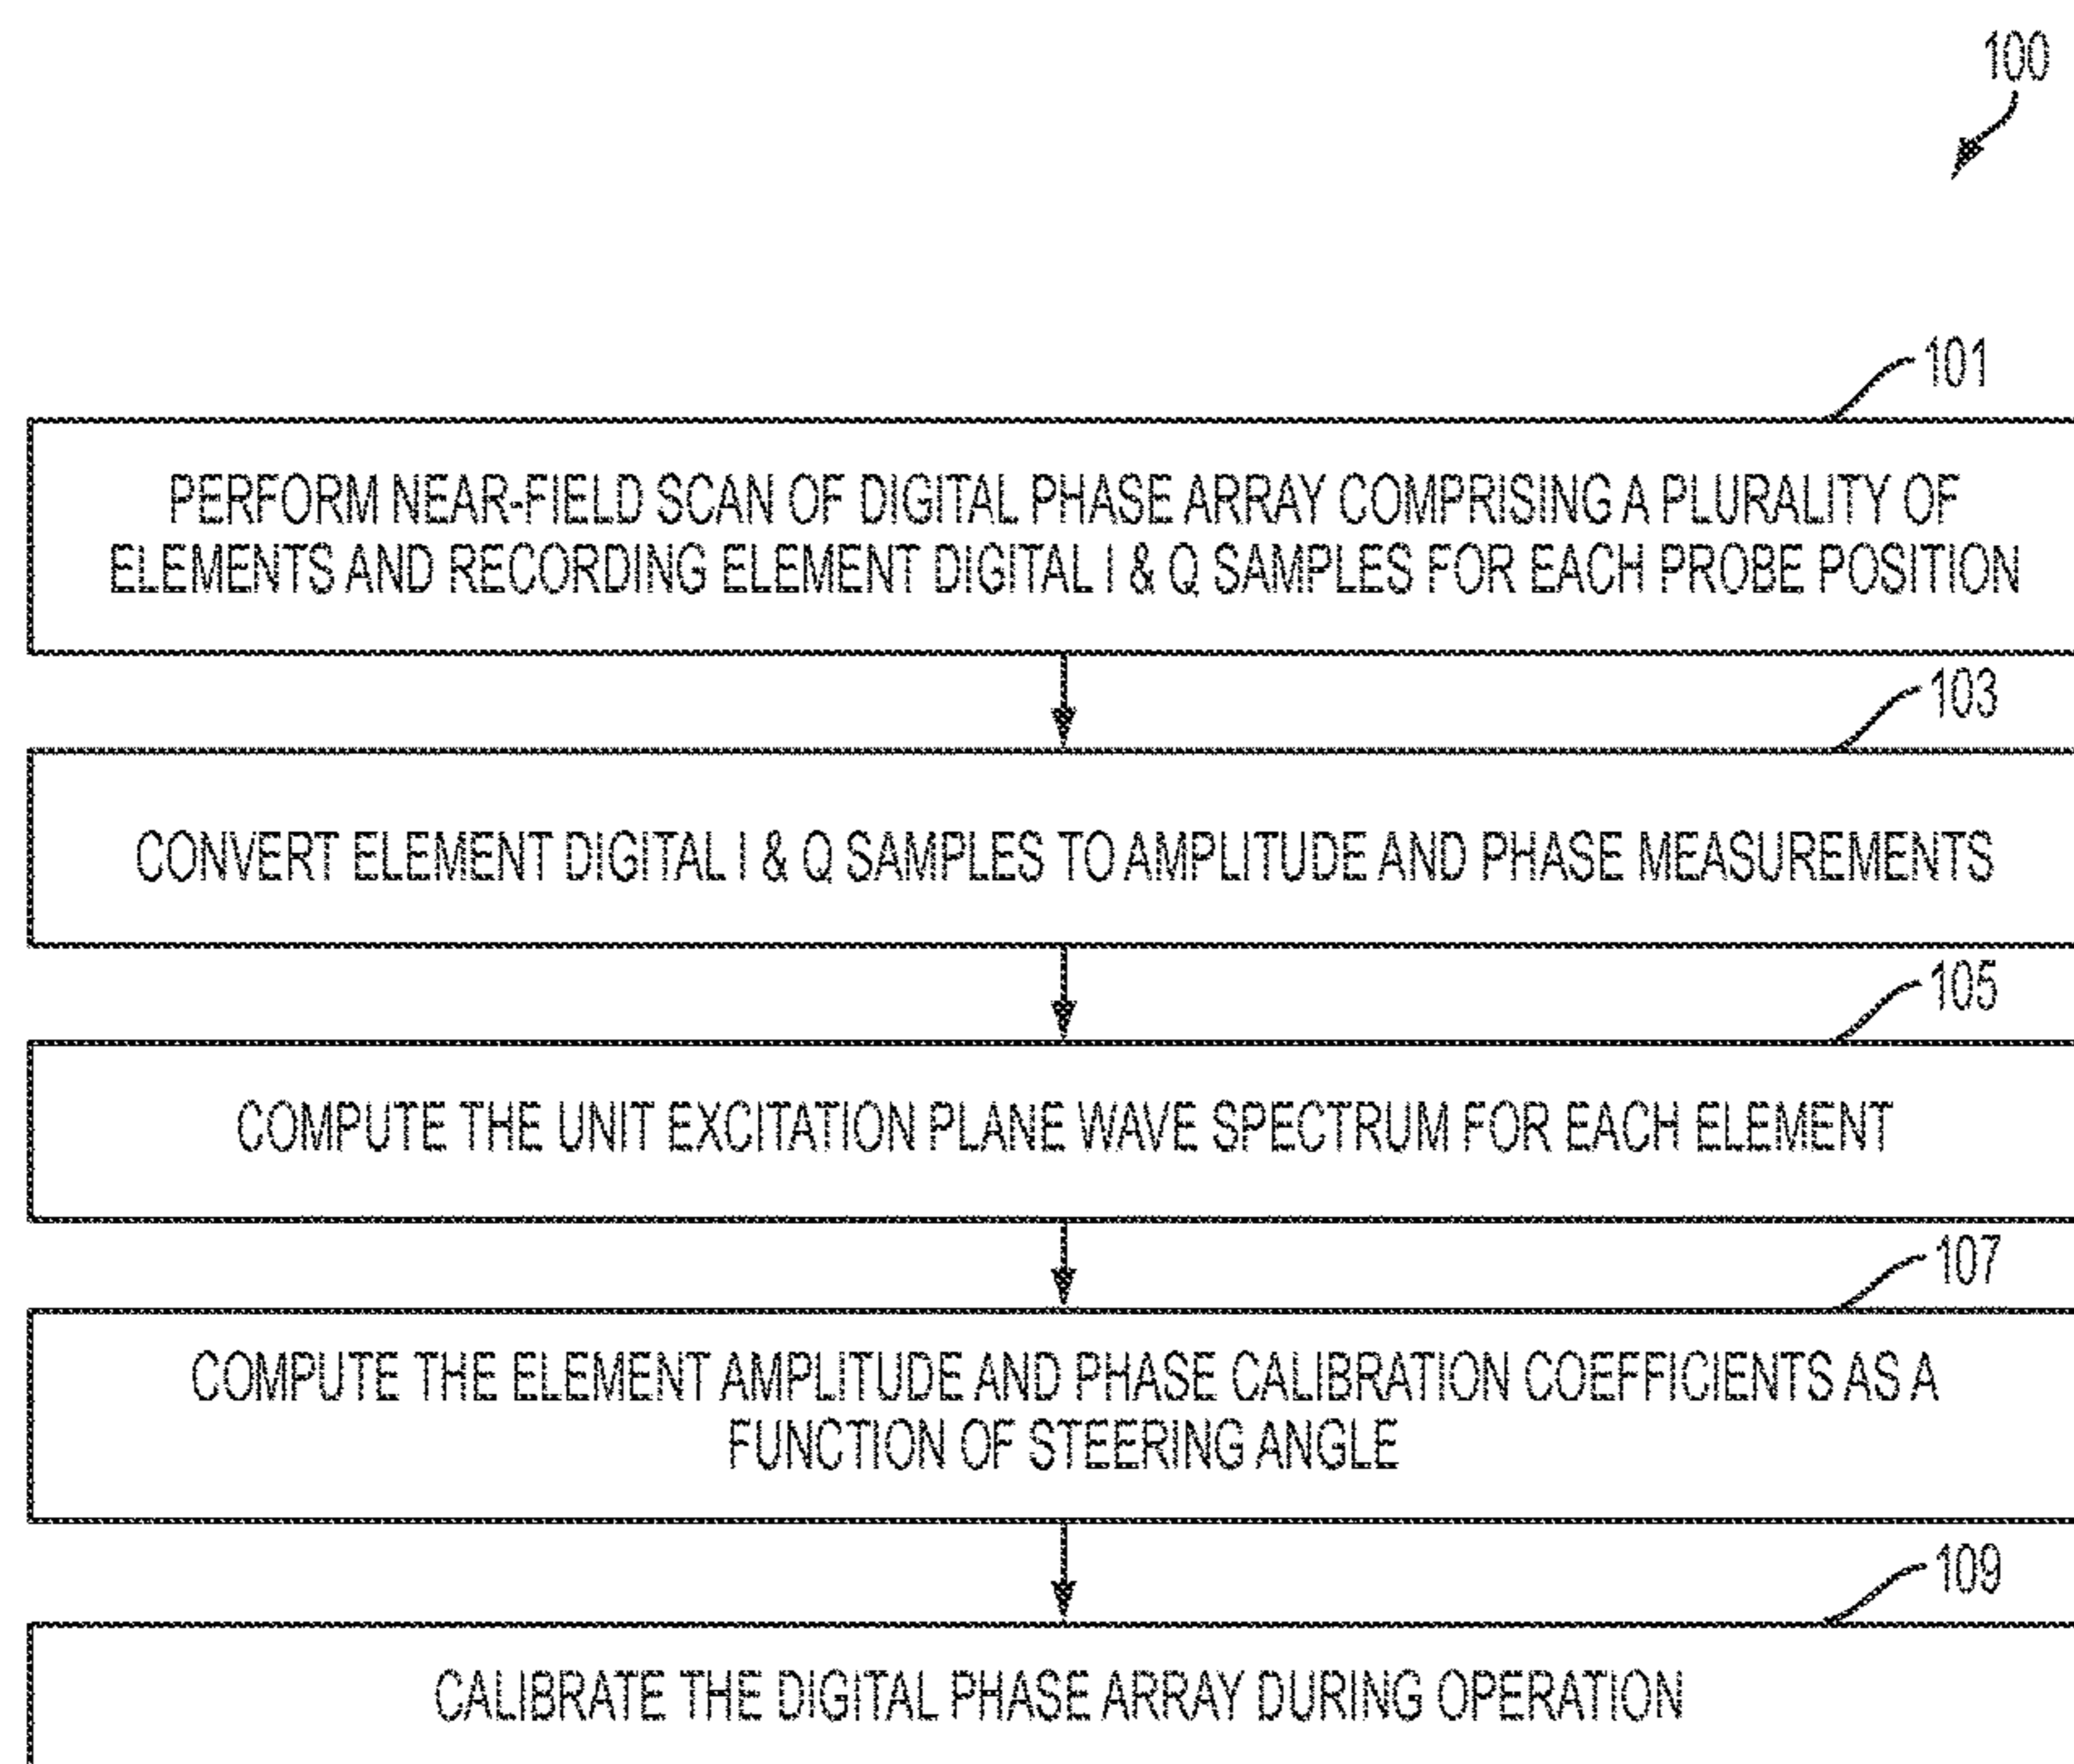 100
101
PERFORM NEAR-FIELD SCAN OF DIGITAL PHASE ARRAY COMPRISING A PLURALITY OF
ELEMENTS AND RECORDING ELEMENT DIGITAL I & Q SAMPLES FOR EACH PROBE POSITION
103
CONVERT ELEMENT DIGITAL I & Q SAMPLES TO AMPLITUDE AND PHASE MEASUREMENTS
105
COMPUTE THE UNIT EXCITATION PLANE WAVE SPECTRUM FOR EACH ELEMENT
107
COMPUTE THE ELEMENT AMPLITUDE AND PHASE CALIBRATION COEFFICIENTS AS A
FUNCTION OF STEERING ANGLE
109
CALIBRATE THE DIGITAL PHASE ARRAY DURING OPERATION